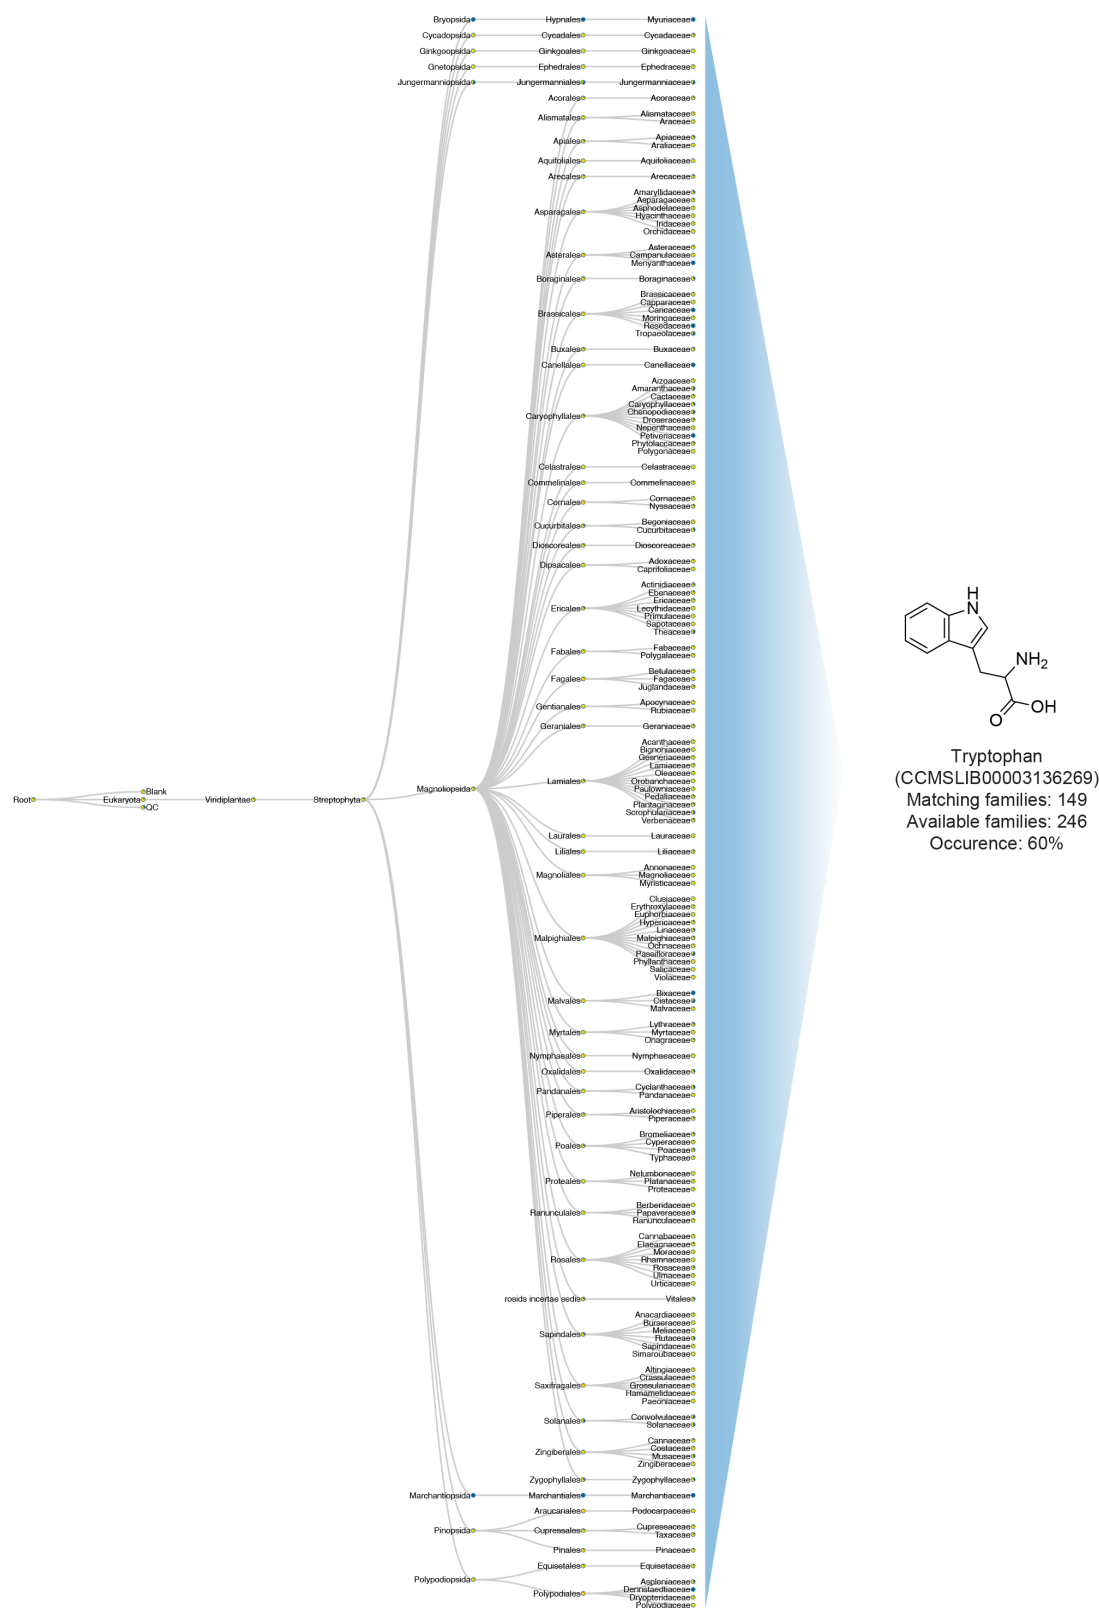 Bryopsida Hypnales Myuriaceae
Cycadopsida Cycadales Cycadaceae
Ginkgoopsida Ginkgoales Ginkgoaceae
Gnetopsida Ephedrales Ephedraceae
Jungermanniopsida Jungermanniales Jungermanniaceae
Acorales Acoraceae
Alismataceae
Alismatales
Araceae
Apiaceae
Apiales
Araliaceae
Aquifoliales Aquifoliaceae
Arecales Arecaceae
Amaryllidaceae
Asparagaceae
Asphodelaceae
Asparagales
Hyacinthaceae
Iridaceae
Orchidaceae
Asteraceae
Asterales Campanulaceae
Menyanthaceae
Boraginales Boraginaceae
Brassicaceae
Capparaceae
Caricaceae
Brassicales
Moringaceae
Resedaceae
Tropaeolaceae
Buxales Buxaceae
Canellales Canellaceae
Aizoaceae
Amaranthaceae
Cactaceae
Caryophyllaceae
Chenopodiaceae
Caryophyllales
Droseraceae
Nepenthaceae
Petiveriaceae
Phytolaccaceae
Polygonaceae
Celastrales Celastraceae
Commelinales Commelinaceae
Cornaceae
Cornales
Nyssaceae
Begoniaceae
Cucurbitales
Cucurbitaceae
Dioscoreales Dioscoreaceae
Adoxaceae
Dipsacales
Caprifoliaceae
Actinidiaceae
Ebenaceae
Ericaceae
Ericales Lecythidaceae
Primulaceae
Sapotaceae
Theaceae
Fabaceae
Fabales
Polygalaceae
Betulaceae
Fagales Fagaceae
Juglandaceae
Apocynaceae
Gentianales
Rubiaceae
Geraniales Geraniaceae
Acanthaceae
Bignoniaceae
Gesneriaceae
Lamiaceae
Oleaceae
Lamiales Orobanchaceae
Paulowniaceae
Pedaliaceae
Plantaginaceae
Scrophulariaceae
Verbenaceae
Magnoliopsida
Blank
Root Eukaryota Viridiplantae Streptophyta
QC
Laurales Lauraceae
Liliales Liliaceae
Annonaceae
Magnoliales Magnoliaceae
Myristicaceae
Clusiaceae
Erythroxylaceae
Euphorbiaceae
Hypericaceae
Linaceae
Malpighiales Malpighiaceae
Ochnaceae
Passifloraceae
Phyllanthaceae
Salicaceae
Violaceae
Bixaceae
Malvales Cistaceae
Malvaceae
Lythraceae
Myrtales Myrtaceae
Onagraceae
Nymphaeales Nymphaeaceae
Oxalidales Oxalidaceae
Cyclanthaceae
Pandanales
Pandanaceae
Aristolochiaceae
Piperales
Piperaceae
Bromeliaceae
Cyperaceae
Poales
Poaceae
Typhaceae
Nelumbonaceae
Proteales Platanaceae
Proteaceae
Berberidaceae
Ranunculales Papaveraceae
Ranunculaceae
Cannabaceae
Elaeagnaceae
Moraceae
Rosales Rhamnaceae
Rosaceae
Ulmaceae
Urticaceae
rosids incertae sedis Vitales
Anacardiaceae
Burseraceae
Meliaceae
Sapindales
Rutaceae
Sapindaceae
Simaroubaceae
Altingiaceae
Crassulaceae
Saxifragales Grossulariaceae
Hamamelidaceae
Paeoniaceae
Convolvulaceae
Solanales
Solanaceae
Cannaceae
Costaceae
Zingiberales
Musaceae
Zingiberaceae
Zygophyllales Zygophyllaceae
Marchantiopsida Marchantiales Marchantiaceae
Araucariales Podocarpaceae
Cupressaceae
Pinopsida Cupressales
Taxaceae
Pinales Pinaceae
Equisetales Equisetaceae
Polypodiopsida
Aspleniaceae
Dennstaedtiaceae
Polypodiales
Dryopteridaceae
Polypodiaceae
H
N
NH2
OH
O
Tryptophan
(CCMSLIB00003136269)
Matching families: 149
Available families: 246
Occurence: 60%